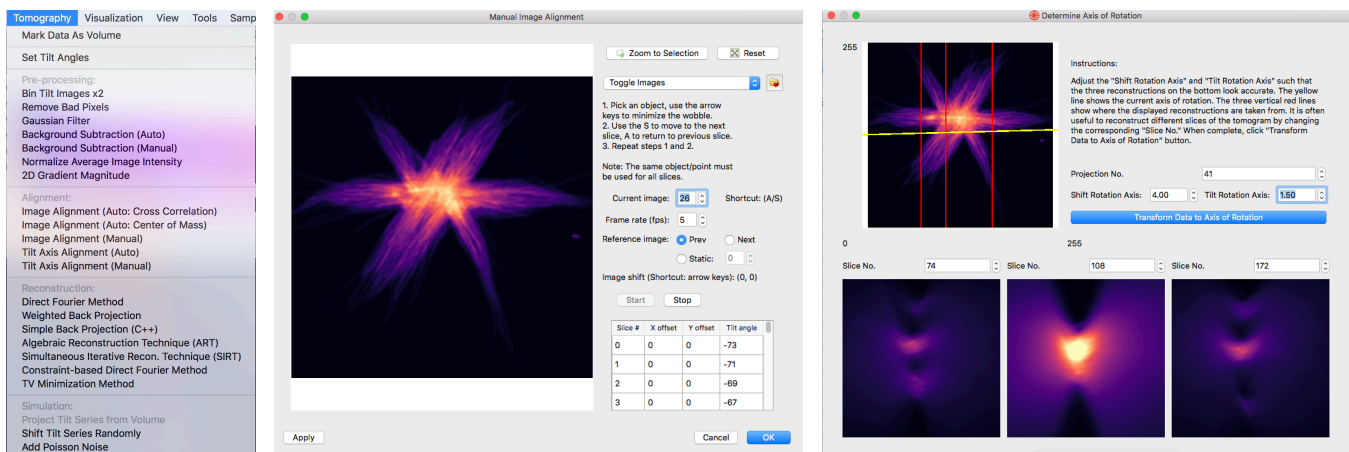 Tomography Visualization View Tools Samp
Mark Data As Volume
Set Tilt Angles
Pre-processing:
Bin Tilt Images x2
Remove Bad Pixels
Gaussian Filter
Background Subtraction (Auto)
Background Subtraction (Manual)
Normalize Average Image Intensity
2D Gradient Magnitude
Alignment:
Image Alignment (Auto: Cross Correlation)
Image Alignment (Auto: Center of Mass)
Image Alignment (Manual)
Tilt Axis Alignment (Auto)
Tilt Axis Alignment (Manual)
Reconstruction:
Direct Fourier Method
Weighted Back Projection
Simple Back Projection (C++)
Algebraic Reconstruction Technique (ART)
Simultaneous Iterative Recon. Technique (SIRT)
Constraint-based Direct Fourier Method
TV Minimization Method
Simulation:
Project Tilt Series from Volume
Shift Tilt Series Randomly
Add Poisson Noise
Manual Image Alignment
Zoom to Selection Reset
Toggle Images
1. Pick an object, use the arrow
keys to minimize the wobble.
2. Use the S to move to the next
slice, A to return to previous slice.
3. Repeat steps 1 and 2.
Note: The same object/point must
be used for all slices.
Current image: 26 Shortcut: (A/S)
Frame rate (fps): 5
Reference image: Prev Next
Static: 0
Image shift (Shortcut: arrow keys): (0, 0)
Start Stop
Slice # X offset Y offset Tilt angle
0 0 0 -73
1 0 0 -71
2 0 0 -69
3 0 0 -67
Apply Cancel OK
Determine Axis of Rotation
255
Instructions:
Adjust the "Shift Rotation Axis" and "Tilt Rotation Axis" such that
the three reconstructions on the bottom look accurate. The yellow
line shows the current axis of rotation. The three vertical red lines
show where the displayed reconstructions are taken from. It is often
useful to reconstruct different slices of the tomogram by changing
the corresponding "Slice No." When complete, click "Transform
Data to Axis of Rotation" button.
Projection No. 41
Shift Rotation Axis: 4.00 Tilt Rotation Axis: 1.50
Transform Data to Axis of Rotation
0 255
Slice No. 74 Slice No. 108 Slice No. 172